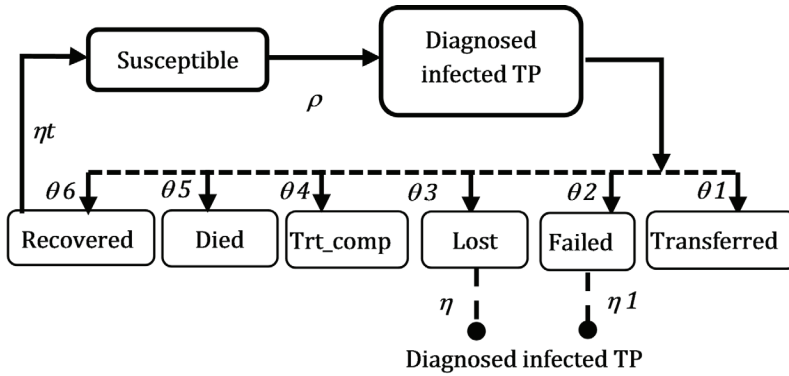 Susceptible
Diagnosed
infected TP
ρ
ηt
θ6
θ5
θ4
θ3
θ2
θ1
Recovered
Died
Trt_comp
Lost
Failed
Transferred
η
η1
Diagnosed infected TP